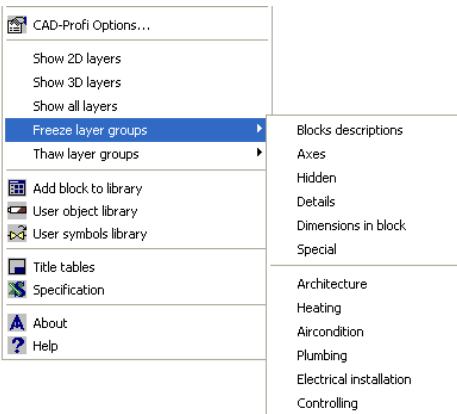 CAD-Profi Options...
Show 2D layers
Show 3D layers
Show all layers
Freeze layer groups
Thaw layer groups
Add block to library
User object library
User symbols library
Title tables
Specification
About
Help
Blocks descriptions
Axes
Hidden
Details
Dimensions in block
Special
Architecture
Heating
Aircondition
Plumbing
Electrical installation
Controlling